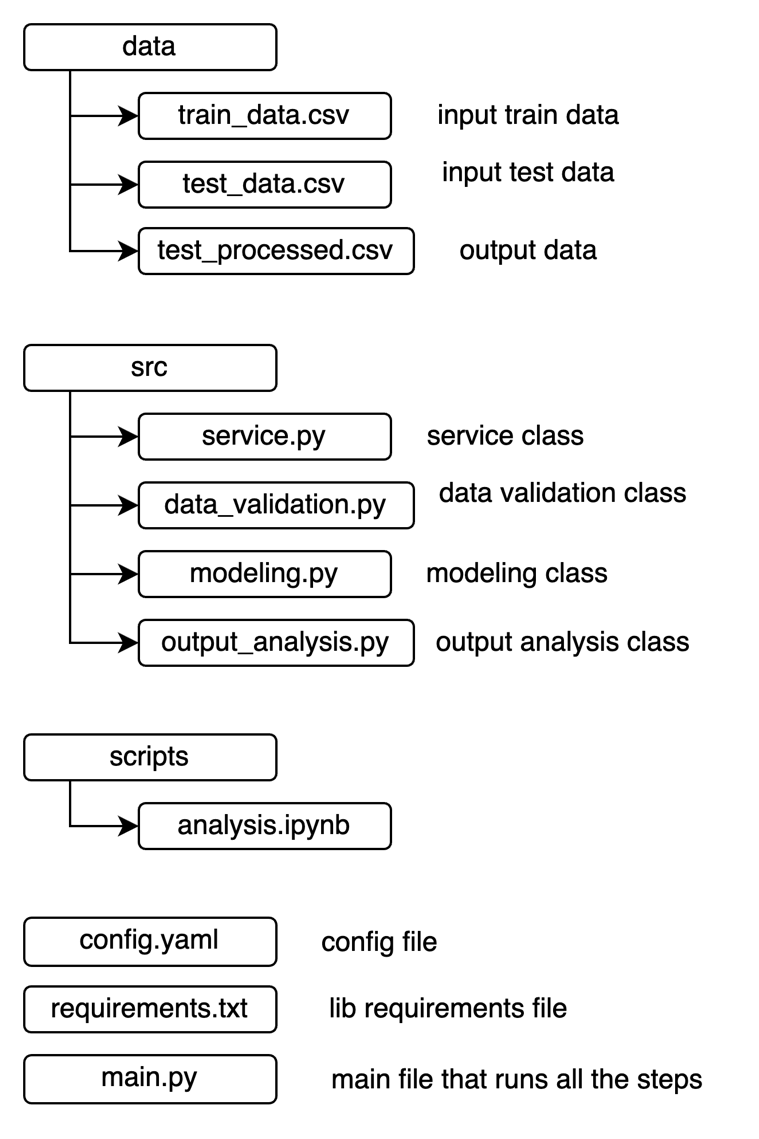 data
train_data.csv input train data
test_data.csv input test data
test_processed.csv output data
src
service.py service class
data_validation.py data validation class
modeling.py modeling class
output_analysis.py output analysis class
scripts
analysis.ipynb
config.yaml config file
requirements.txt lib requirements file
main.py main file that runs all the steps